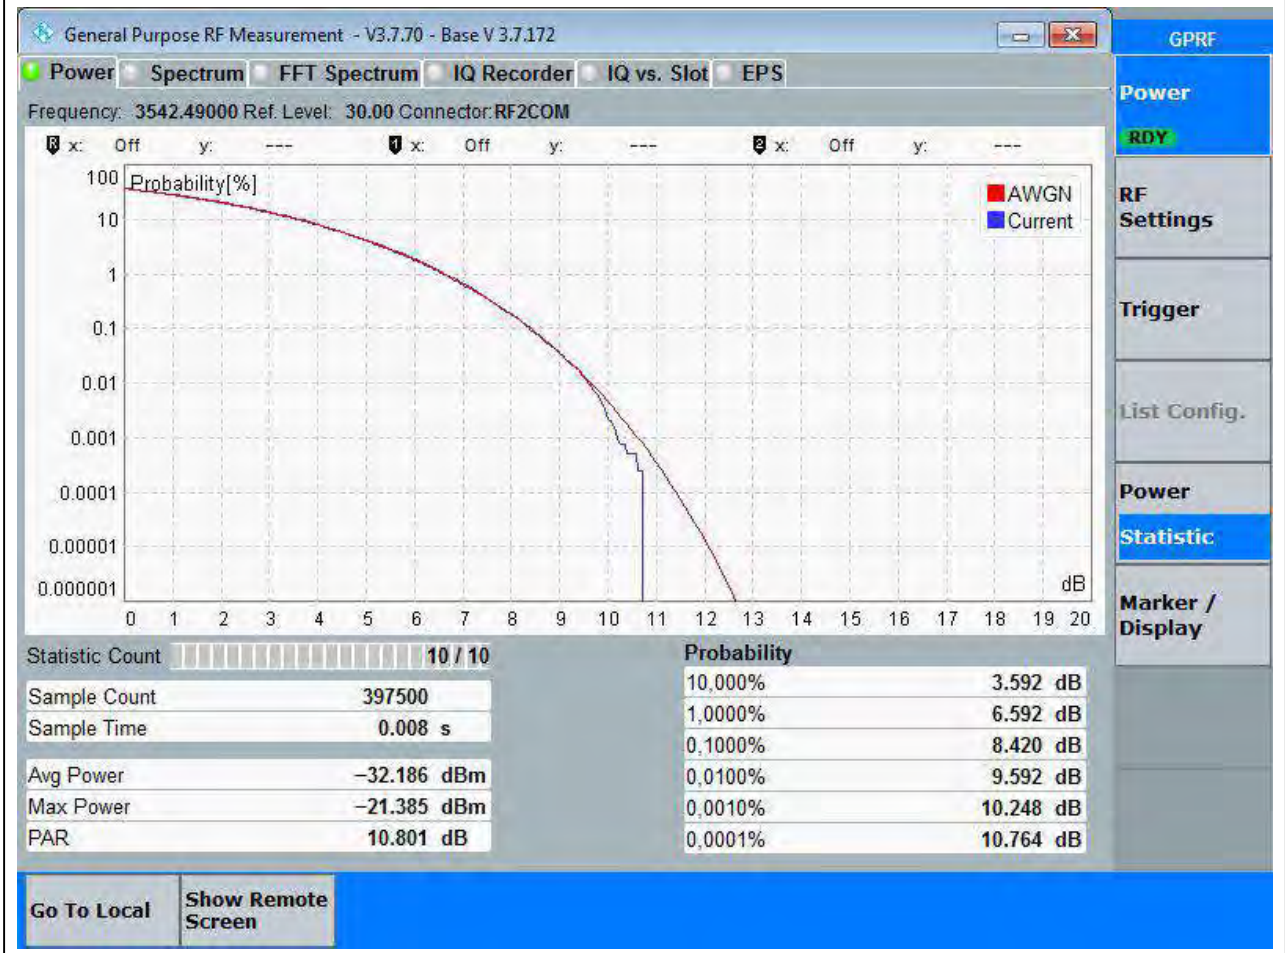 General Purpose RF Measurement - V3.7.70 - Base V 3.7.172
GPRF
Power Spectrum FFT Spectrum IQ Recorder IQ vs. Slot EPS
Frequency: 3542.49000 Ref. Level: 30.00 Connector:RF2COM
R x: Off y: --- 1 x: Off y: --- 2 x: Off y: ---
Probability[%]
AWGN
Current
100
10
1
0.1
0.01
0.001
0.0001
0.00001
0.000001
dB
0 1 2 3 4 5 6 7 8 9 10 11 12 13 14 15 16 17 18 19 20
Statistic Count 10 / 10
Sample Count 397500
Sample Time 0.008 s
Avg Power −32.186 dBm
Max Power −21.385 dBm
PAR 10.801 dB
Probability
10,000% 3.592 dB
1,0000% 6.592 dB
0,1000% 8.420 dB
0,0100% 9.592 dB
0,0010% 10.248 dB
0,0001% 10.764 dB
Power
RDY
RF
Settings
Trigger
List Config.
Power
Statistic
Marker /
Display
Go To Local
Show Remote
Screen